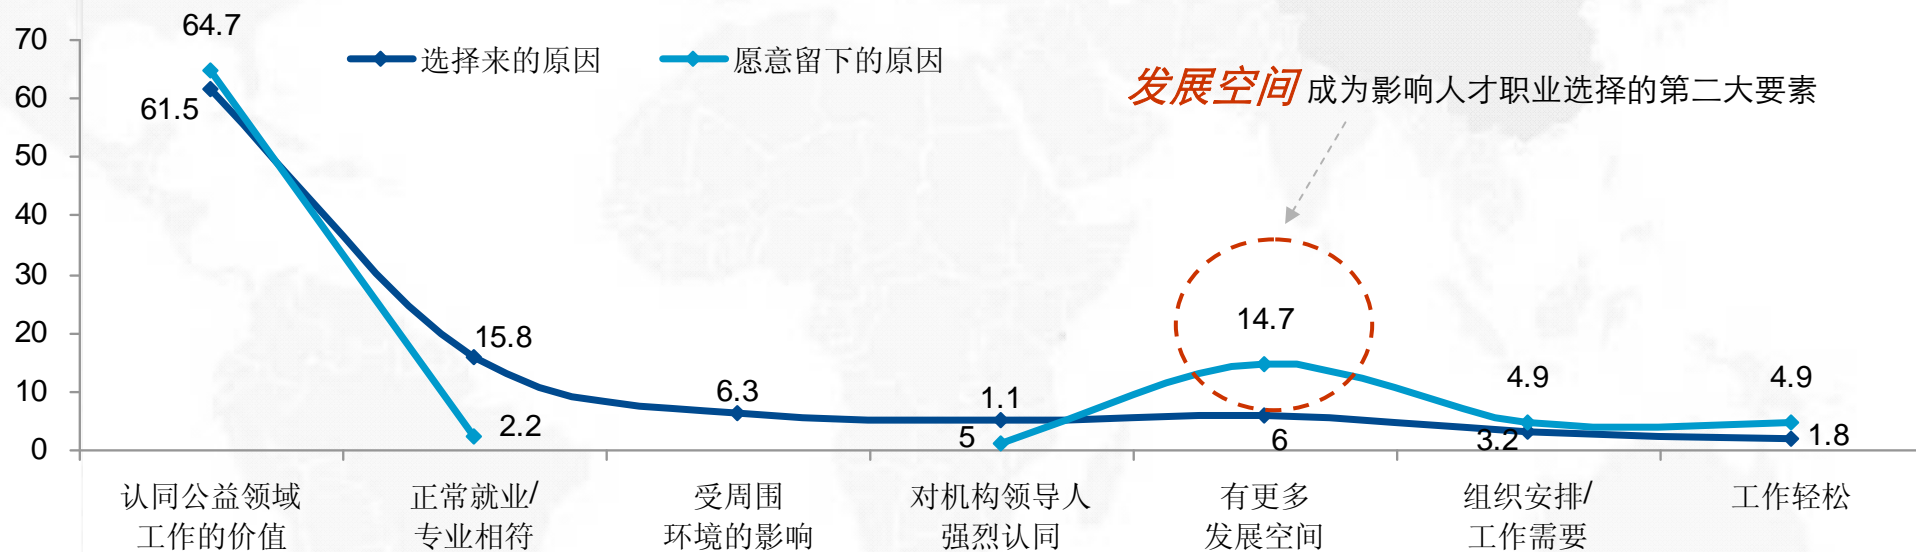 64.7
70
选择来的原因
愿意留下的原因
发展空间 成为影响人才职业选择的第二大要素
60
61.5
50
40
30
14.7
20
15.8
10
6.3
1.1
4.9
4.9
2.2
5
6
3.2
1.8
0
认同公益领域
工作的价值
正常就业/
专业相符
受周围
环境的影响
对机构领导人
强烈认同
有更多
发展空间
组织安排/
工作需要
工作轻松